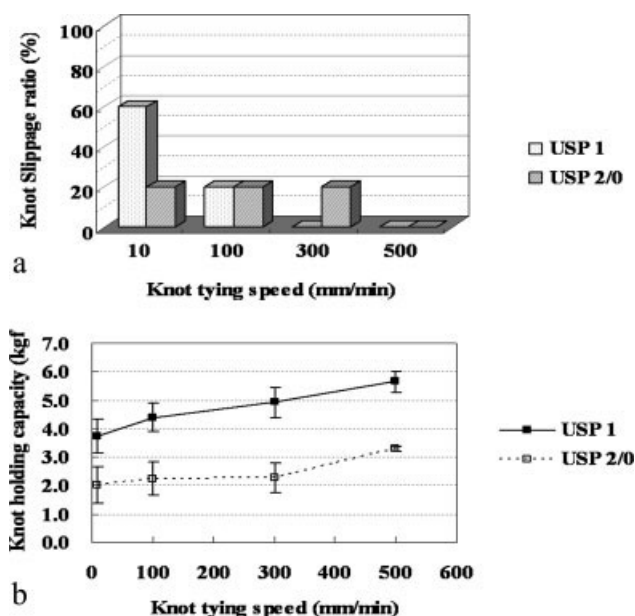 100
80
60
40
20
0
Knot Slippage ratio (%)
10 100 300 500
Knot tying speed (mm/min)
USP 1
USP 2/0
a
7.0
6.0
5.0
4.0
3.0
2.0
1.0
0.0
Knot holding capacity (kgf
0 100 200 300 400 500 600
Knot tying speed (mm/min)
USP 1
USP 2/0
b